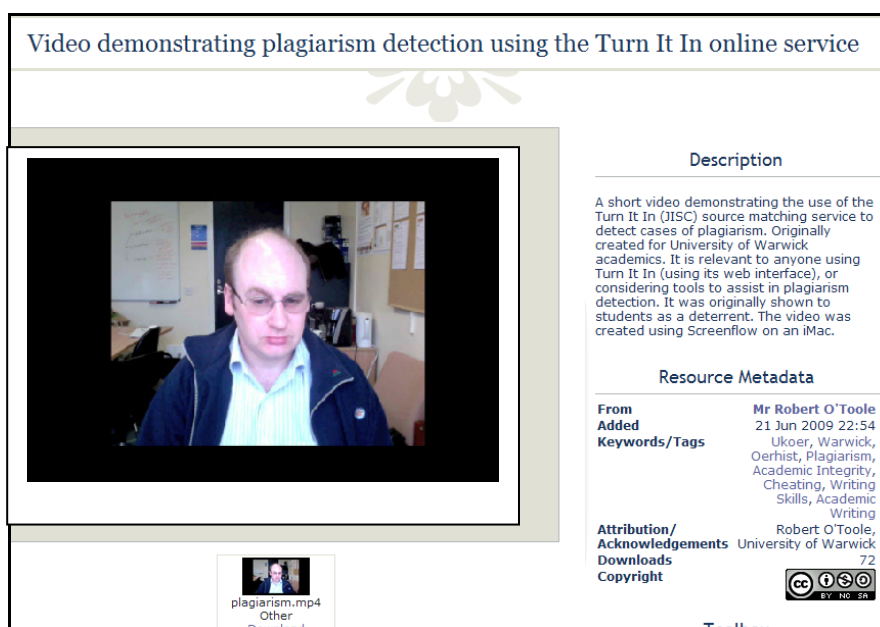 Video demonstrating plagiarism detection using the Turn It In online service
Description
A short video demonstrating the use of the
Turn It In (JISC) source matching service to
detect cases of plagiarism. Originally
created for University of Warwick
academics. It is relevant to anyone using
Turn It In (using its web interface), or
considering tools to assist in plagiarism
detection. It was originally shown to
students as a deterrent. The video was
created using Screenflow on an iMac.
Resource Metadata
From Mr Robert O'Toole
Added 21 Jun 2009 22:54
Keywords/Tags Ukoer, Warwick,
Oerhist, Plagiarism,
Academic Integrity,
Cheating, Writing
Skills, Academic
Writing
Attribution/ Robert O'Toole,
Acknowledgements University of Warwick
Downloads 72
Copyright
cc
BY NC SA
plagiarism.mp4
Other